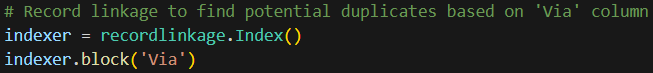 # Record linkage to find potential duplicates based on 'Via' column
indexer = recordlinkage.Index()
indexer.block('Via')